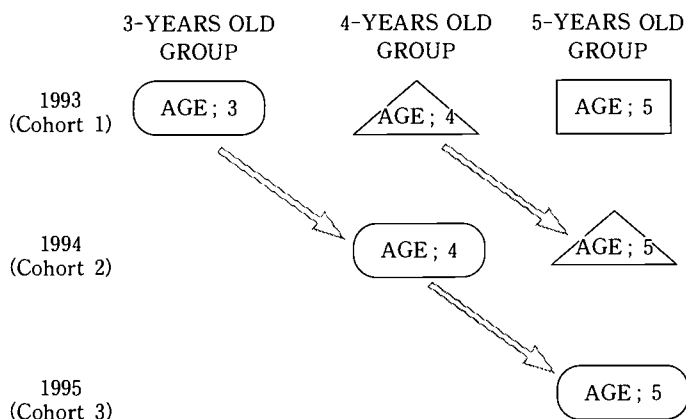 3-YEARS OLD GROUP
4-YEARS OLD GROUP
5-YEARS OLD GROUP
1993
(Cohort 1)
AGE; 3
AGE; 4
AGE; 5
1994
(Cohort 2)
AGE; 4
AGE; 5
1995
(Cohort 3)
AGE; 5